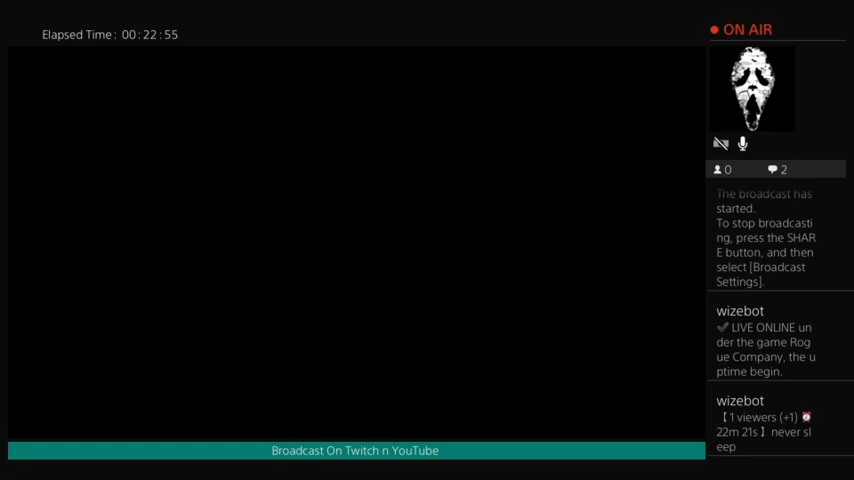 Elapsed Time: 00:22:55
ON AIR
0 2
The broadcast has
started.
To stop broadcasti
ng, press the SHAR
E button, and then
select [Broadcast
Settings].
wizebot
LIVE ONLINE un
der the game Rog
ue Company, the u
ptime begin.
wizebot
【1 viewers (+1) ⏰
22m 21s】never sl
eep
Broadcast On Twitch n YouTube